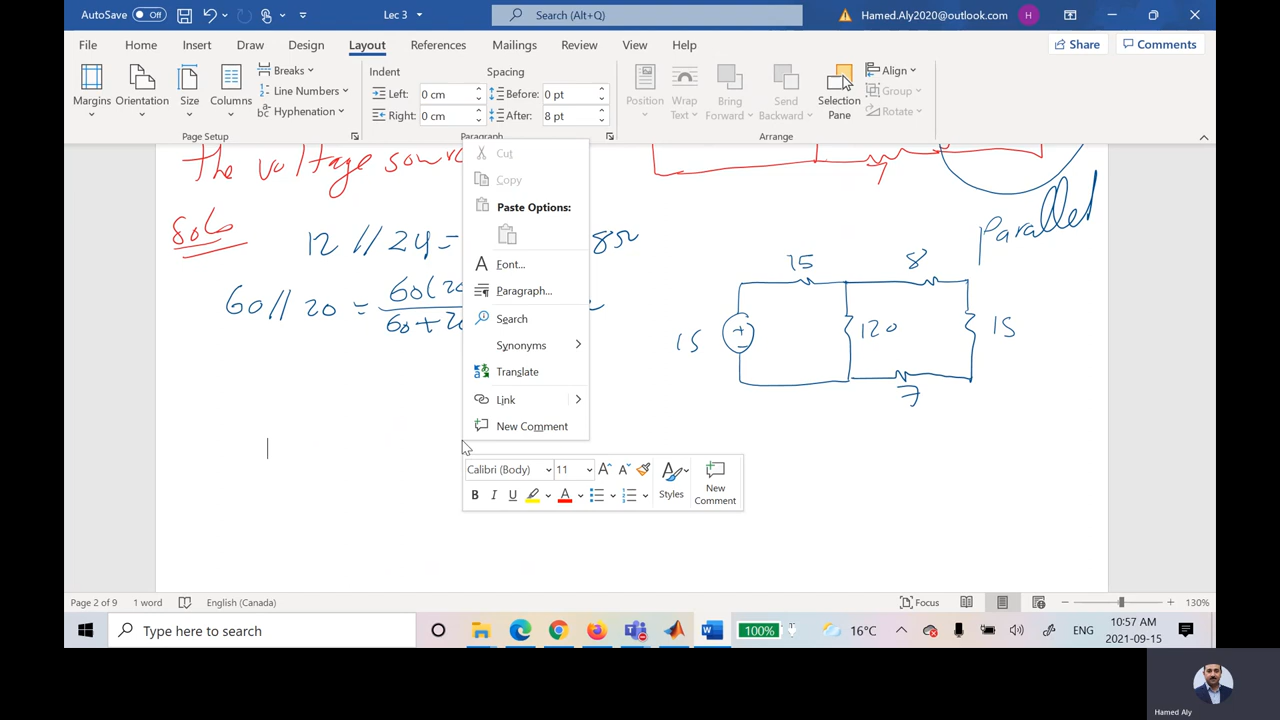 AutoSave Off Lec 3 Search (Alt+Q) Hamed.Aly2020@outlook.com H
File Home Insert Draw Design Layout References Mailings Review View Help Share Comments
Margins Orientation Size Columns Breaks Line Numbers Hyphenation
Indent Spacing
Left: 0 cm Before: 0 pt
Right: 0 cm After: 8 pt
Position Wrap Text Bring Forward Send Backward Selection Pane Align Group Rotate
Page Setup Paragraph Arrange
the voltage sour
7
Parallel
Sol
12 // 24 = 8Ω
60 // 20 =
60+20
15 8
15 120 15
7
Cut
Copy
Paste Options:
Font...
Paragraph...
Search
Synonyms
Translate
Link
New Comment
Calibri (Body) 11
B I U A Styles New Comment
Page 2 of 9 1 word English (Canada) Focus 130%
Type here to search 100% 16°C ENG 10:57 AM 2021-09-15
Hamed Aly